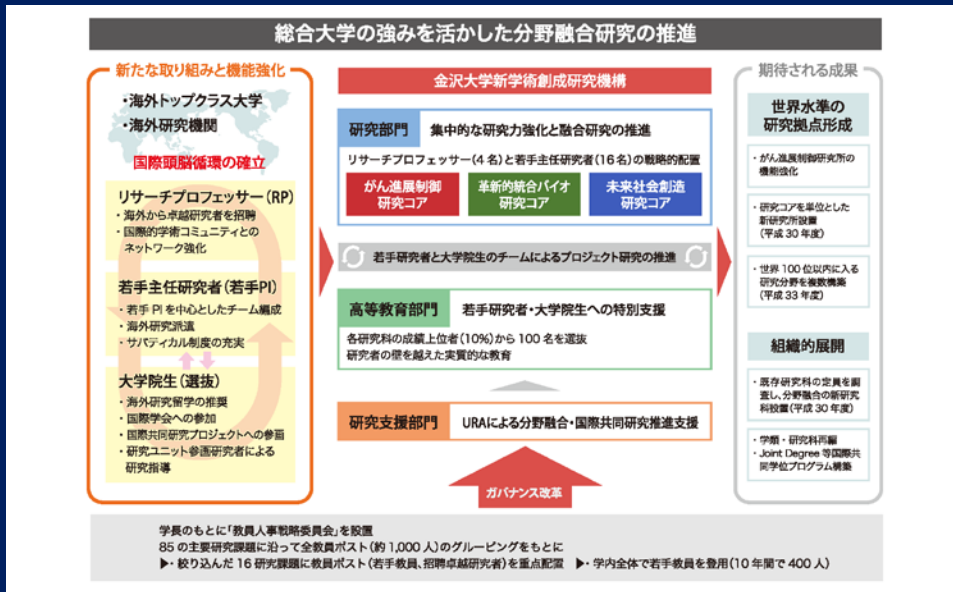 総合大学の強みを活かした分野融合研究の推進
新たな取り組みと機能強化
・海外トップクラス大学
・海外研究機関
国際頭脳循環の確立
リサーチプロフェッサー(RP)
・海外から卓越研究者を招聘
・国際的学術コミュニティとの
ネットワーク強化
若手主任研究者(若手PI)
・若手PIを中心としたチーム編成
・海外研究派遣
・サバティカル制度の充実
大学院生(選抜)
・海外研究留学の推奨
・国際学会への参加
・国際共同研究プロジェクトへの参画
・研究ユニット参画研究者による
研究指導
金沢大学新学術創成研究機構
研究部門 集中的な研究力強化と融合研究の推進
リサーチプロフェッサー(4名)と若手主任研究者(16名)の戦略的配置
がん進展制御
研究コア
革新的統合バイオ
研究コア
未来社会創造
研究コア
若手研究者と大学院生のチームによるプロジェクト研究の推進
高等教育部門 若手研究者・大学院生への特別支援
各研究科の成績上位者(10%)から100名を選抜
研究者の壁を越えた実質的な教育
研究支援部門 URAによる分野融合・国際共同研究推進支援
ガバナンス改革
期待される成果
世界水準の
研究拠点形成
・がん進展制御研究所の
機能強化
・研究コアを単位とした
新研究所設置
(平成30年度)
・世界100位以内に入る
研究分野を複数構築
(平成33年度)
組織的展開
・既存研究科の定員を調
査し、分野融合の新研究
科設置(平成30年度)
・学類・研究科再編
・Joint Degree等国際共
同学位プログラム構築
学長のもとに「教員人事戦略委員会」を設置
85の主要研究課題に沿って全教員ポスト(約1,000人)のグルーピングをもとに
▶・絞り込んだ16研究課題に教員ポスト(若手教員、招聘卓越研究者)を重点配置 ▶・学内全体で若手教員を登用(10年間で400人)